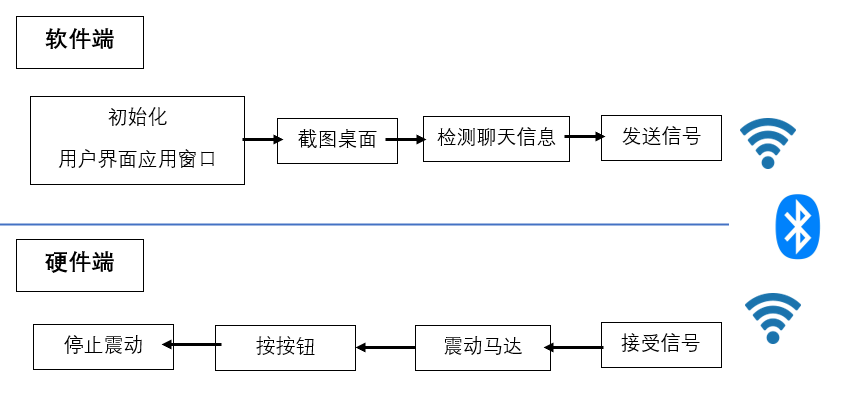 软件端
初始化
用户界面应用窗口
截图桌面
检测聊天信息
发送信号
硬件端
停止震动
按按钮
震动马达
接受信号